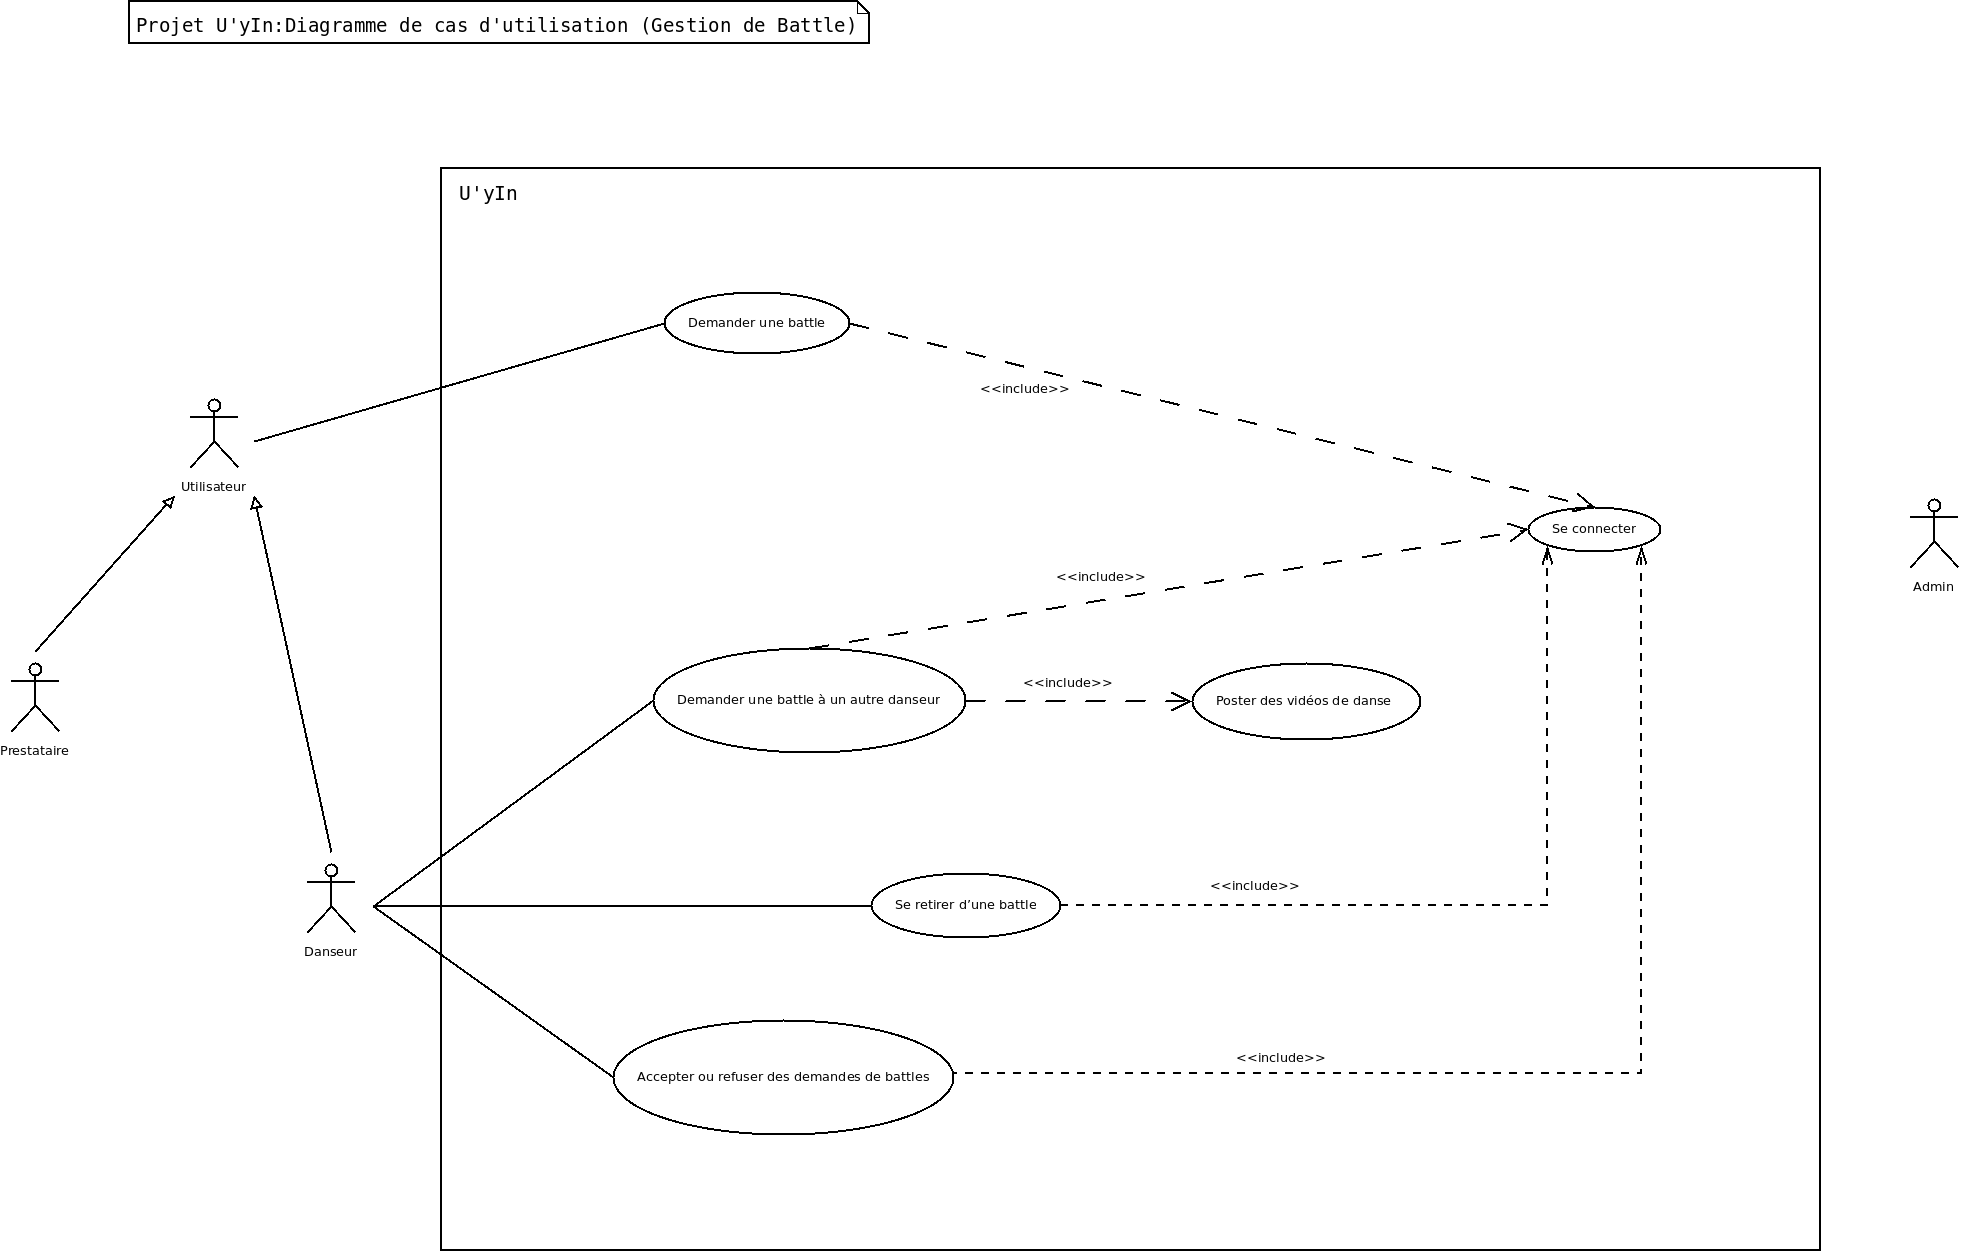 Projet U'yIn:Diagramme de cas d'utilisation (Gestion de Battle)
U'yIn
Demander une battle
<<include>>
Utilisateur
Se connecter
Admin
<<include>>
Demander une battle à un autre danseur
<<include>>
Poster des vidéos de danse
Prestataire
<<include>>
Se retirer d’une battle
Danseur
<<include>>
Accepter ou refuser des demandes de battles